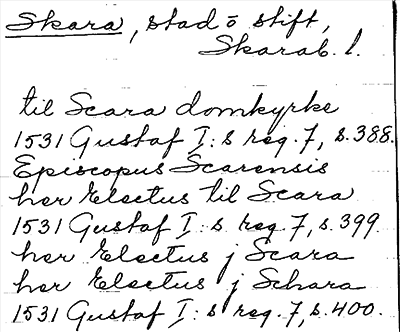 Skara, stad o stift,
Skarab. l.
til Scara domkyrke
1531 Gustaf I:s reg. 7, s. 388.
Episcopus Scarensis
her Electus til Scara
1531 Gustaf I:s reg. 7, s. 399
her Electus j Scara
her Electus j Schara
1531 Gustaf I:s reg. 7, s. 400.